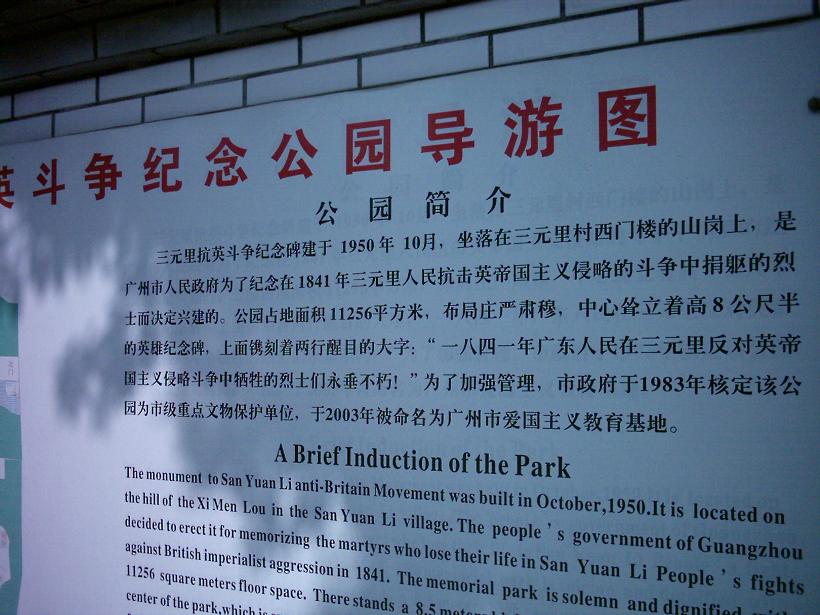 英斗争纪念公园导游图
公园简介
三元里抗英斗争纪念碑建于 1950 年 10月，坐落在三元里村西门楼的山岗上，是
广州市人民政府为了纪念在 1841 年三元里人民抗击英帝国主义侵略的斗争中捐躯的烈
士而决定兴建的。公园占地面积 11256平方米，布局庄严肃穆，中心耸立着高 8 公尺半
的英雄纪念碑，上面镌刻着两行醒目的大字：“一八四一年广东人民在三元里反对英帝
国主义侵略斗争中牺牲的烈士们永垂不朽！”为了加强管理，市政府于1983年核定该公
园为市级重点文物保护单位，于2003年被命名为广州市爱国主义教育基地。
A Brief Induction of the Park
The monument to San Yuan Li anti-Britain Movement was built in October,1950.It is located on
the hill of the Xi Men Lou in the San Yuan Li village. The people's government of Guangzhou
decided to erect it for memorizing the martyrs who lose their life in San Yuan Li People's fights
against British imperialist aggression in 1841. The memorial park is solemn and dignified with
11256 square meters floor space. There stands a 8.5
center of the park,which is